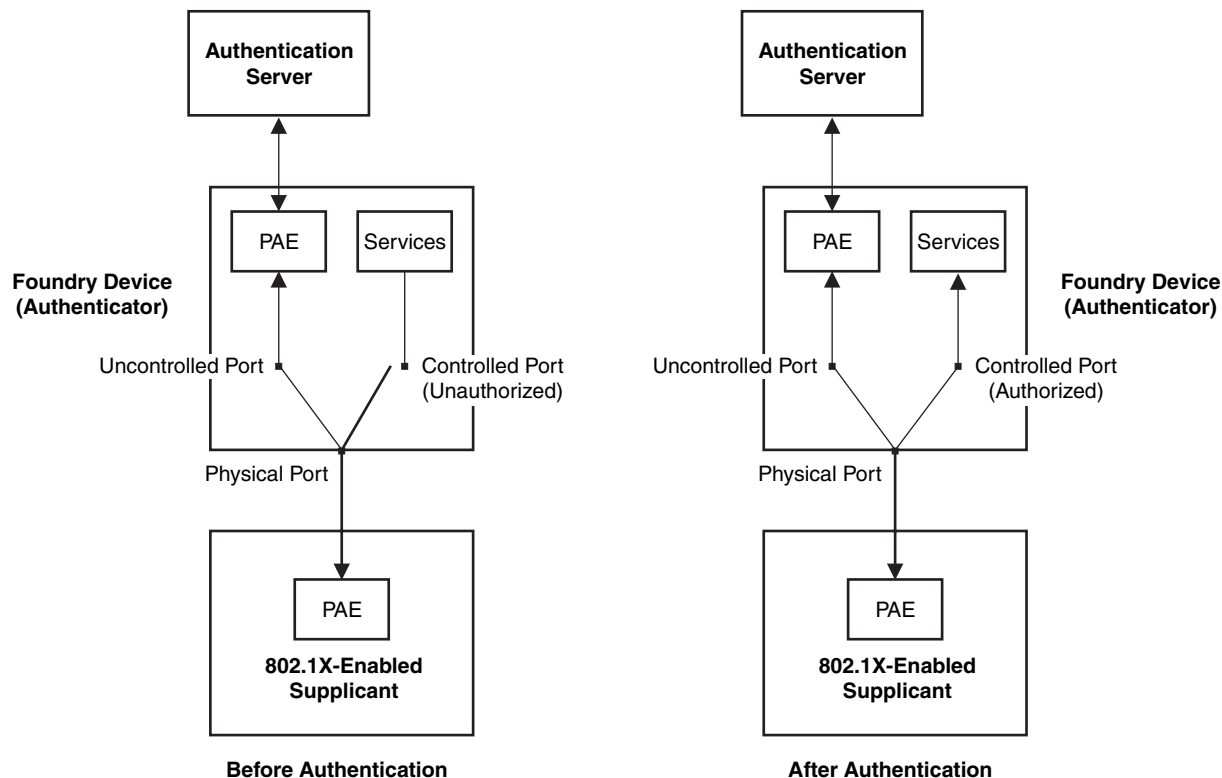 Authentication
Server
PAE
Services
Foundry Device
(Authenticator)
Uncontrolled Port
Controlled Port
(Unauthorized)
Physical Port
PAE
802.1X-Enabled
Supplicant
Before Authentication
Authentication
Server
PAE
Services
Foundry Device
(Authenticator)
Uncontrolled Port
Controlled Port
(Authorized)
Physical Port
PAE
802.1X-Enabled
Supplicant
After Authentication